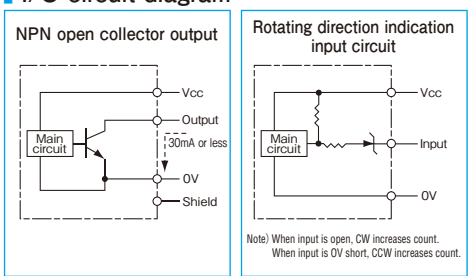 I/O circuit diagram
NPN open collector output
Vcc
Output
Main
circuit
30mA or less
0V
Shield
Rotating direction indication
input circuit
Vcc
Main
circuit
Input
0V
Note) When input is open, CW increases count.
When input is 0V short, CCW increases count.